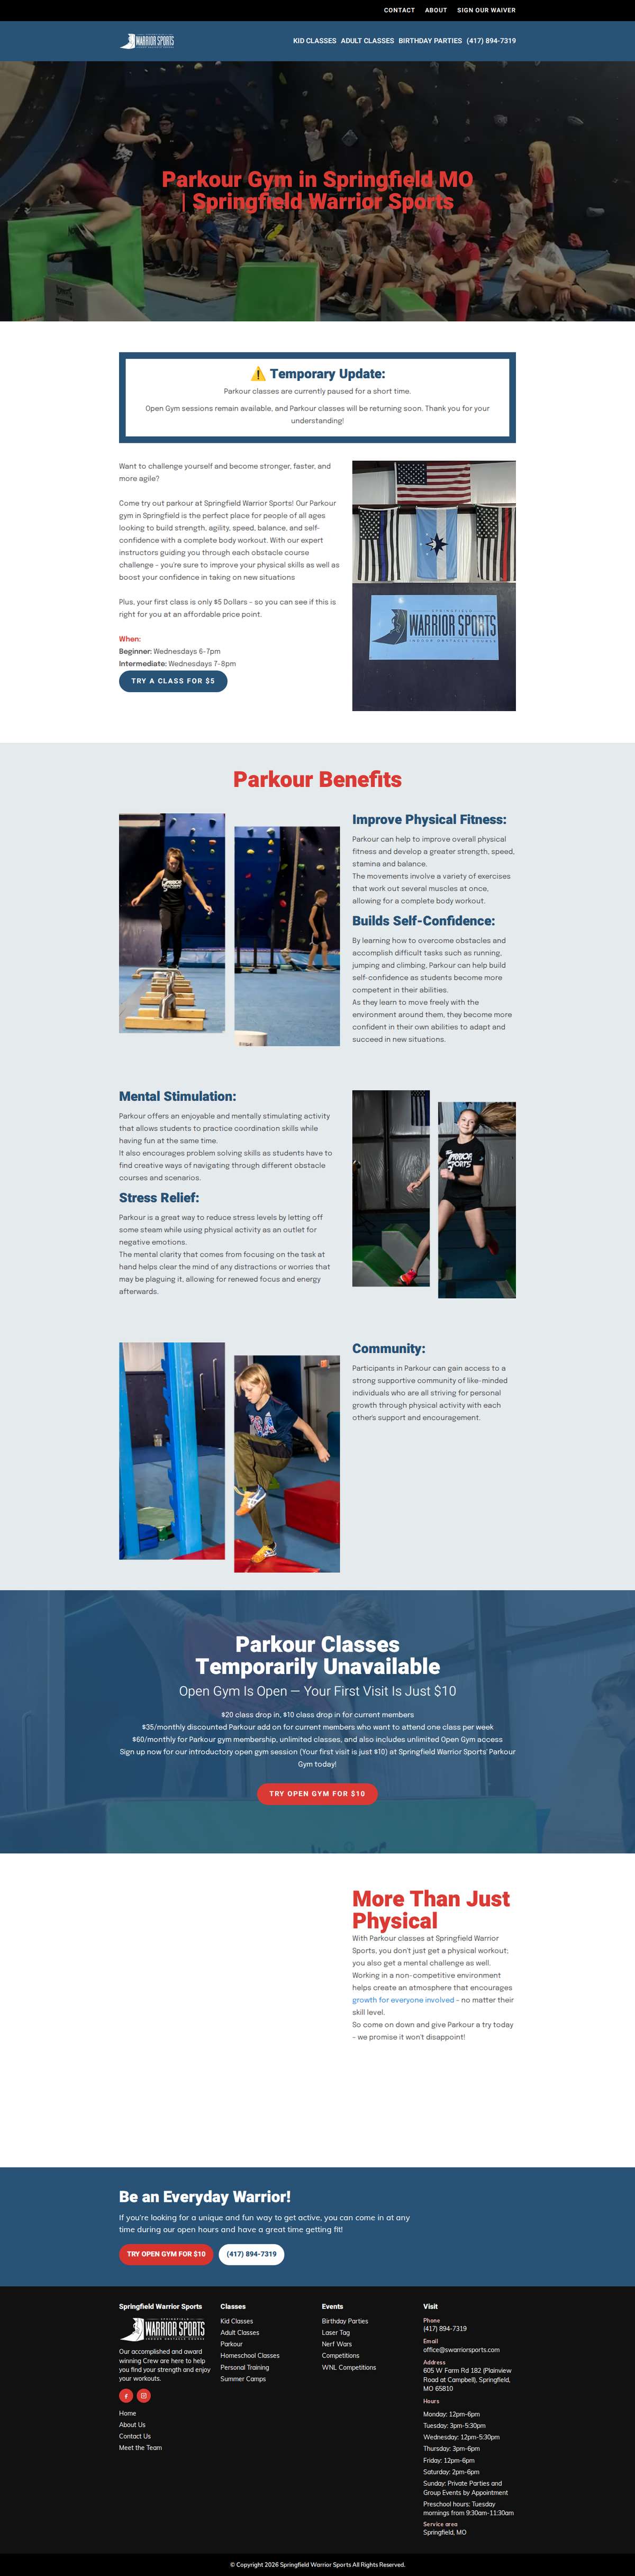 CONTACT ABOUT SIGN OUR WAIVER
WARRIOR SPORTS
KID CLASSES ADULT CLASSES BIRTHDAY PARTIES (417) 894-7319
Parkour Gym in Springfield MO
| Springfield Warrior Sports
⚠️ Temporary Update:
Parkour classes are currently paused for a short time.
Open Gym sessions remain available, and Parkour classes will be returning soon. Thank you for your
understanding!
Want to challenge yourself and become stronger, faster, and
more agile?
Come try out parkour at Springfield Warrior Sports! Our Parkour
gym in Springfield is the perfect place for people of all ages
looking to build strength, agility, speed, balance, and self-
confidence with a complete body workout. With our expert
instructors guiding you through each obstacle course
challenge – you're sure to improve your physical skills as well as
boost your confidence in taking on new situations
Plus, your first class is only $5 Dollars – so you can see if this is
right for you at an affordable price point.
When:
Beginner: Wednesdays 6-7pm
Intermediate: Wednesdays 7-8pm
TRY A CLASS FOR $5
SPRINGFIELD
WARRIOR SPORTS
INDOOR OBSTACLE COURSE
Parkour Benefits
Improve Physical Fitness:
Parkour can help to improve overall physical
fitness and develop a greater strength, speed,
stamina and balance.
The movements involve a variety of exercises
that work out several muscles at once,
allowing for a complete body workout.
Builds Self-Confidence:
By learning how to overcome obstacles and
accomplish difficult tasks such as running,
jumping and climbing, Parkour can help build
self-confidence as students become more
competent in their abilities.
As they learn to move freely with the
environment around them, they become more
confident in their own abilities to adapt and
succeed in new situations.
Mental Stimulation:
Parkour offers an enjoyable and mentally stimulating activity
that allows students to practice coordination skills while
having fun at the same time.
It also encourages problem solving skills as students have to
find creative ways of navigating through different obstacle
courses and scenarios.
Stress Relief:
Parkour is a great way to reduce stress levels by letting off
some steam while using physical activity as an outlet for
negative emotions.
The mental clarity that comes from focusing on the task at
hand helps clear the mind of any distractions or worries that
may be plaguing it, allowing for renewed focus and energy
afterwards.
Community:
Participants in Parkour can gain access to a
strong supportive community of like-minded
individuals who are all striving for personal
growth through physical activity with each
other's support and encouragement.
Parkour Classes
Temporarily Unavailable
Open Gym Is Open — Your First Visit Is Just $10
$20 class drop in, $10 class drop in for current members
$35/monthly discounted Parkour add on for current members who want to attend one class per week
$60/monthly for Parkour gym membership, unlimited classes, and also includes unlimited Open Gym access
Sign up now for our introductory open gym session (Your first visit is just $10) at Springfield Warrior Sports' Parkour
Gym today!
TRY OPEN GYM FOR $10
More Than Just
Physical
With Parkour classes at Springfield Warrior
Sports, you don't just get a physical workout;
you also get a mental challenge as well.
Working in a non-competitive environment
helps create an atmosphere that encourages
growth for everyone involved – no matter their
skill level.
So come on down and give Parkour a try today
– we promise it won't disappoint!
Be an Everyday Warrior!
If you're looking for a unique and fun way to get active, you can come in at any
time during our open hours and have a great time getting fit!
TRY OPEN GYM FOR $10 (417) 894-7319
Springfield Warrior Sports
SPRINGFIELD
WARRIOR SPORTS
INDOOR OBSTACLE COURSE
Our accomplished and award
winning Crew are here to help
you find your strength and enjoy
your workouts.
Home
About Us
Contact Us
Meet the Team
Classes
Kid Classes
Adult Classes
Parkour
Homeschool Classes
Personal Training
Summer Camps
Events
Birthday Parties
Laser Tag
Nerf Wars
Competitions
WNL Competitions
Visit
Phone
(417) 894-7319
Email
office@swarriorsports.com
Address
605 W Farm Rd 182 (Plainview
Road at Campbell), Springfield,
MO 65810
Hours
Monday: 12pm-6pm
Tuesday: 3pm-5:30pm
Wednesday: 12pm-5:30pm
Thursday: 3pm-6pm
Friday: 12pm-6pm
Saturday: 2pm-6pm
Sunday: Private Parties and
Group Events by Appointment
Preschool hours: Tuesday
mornings from 9:30am-11:30am
Service area
Springfield, MO
© Copyright 2026 Springfield Warrior Sports All Rights Reserved.